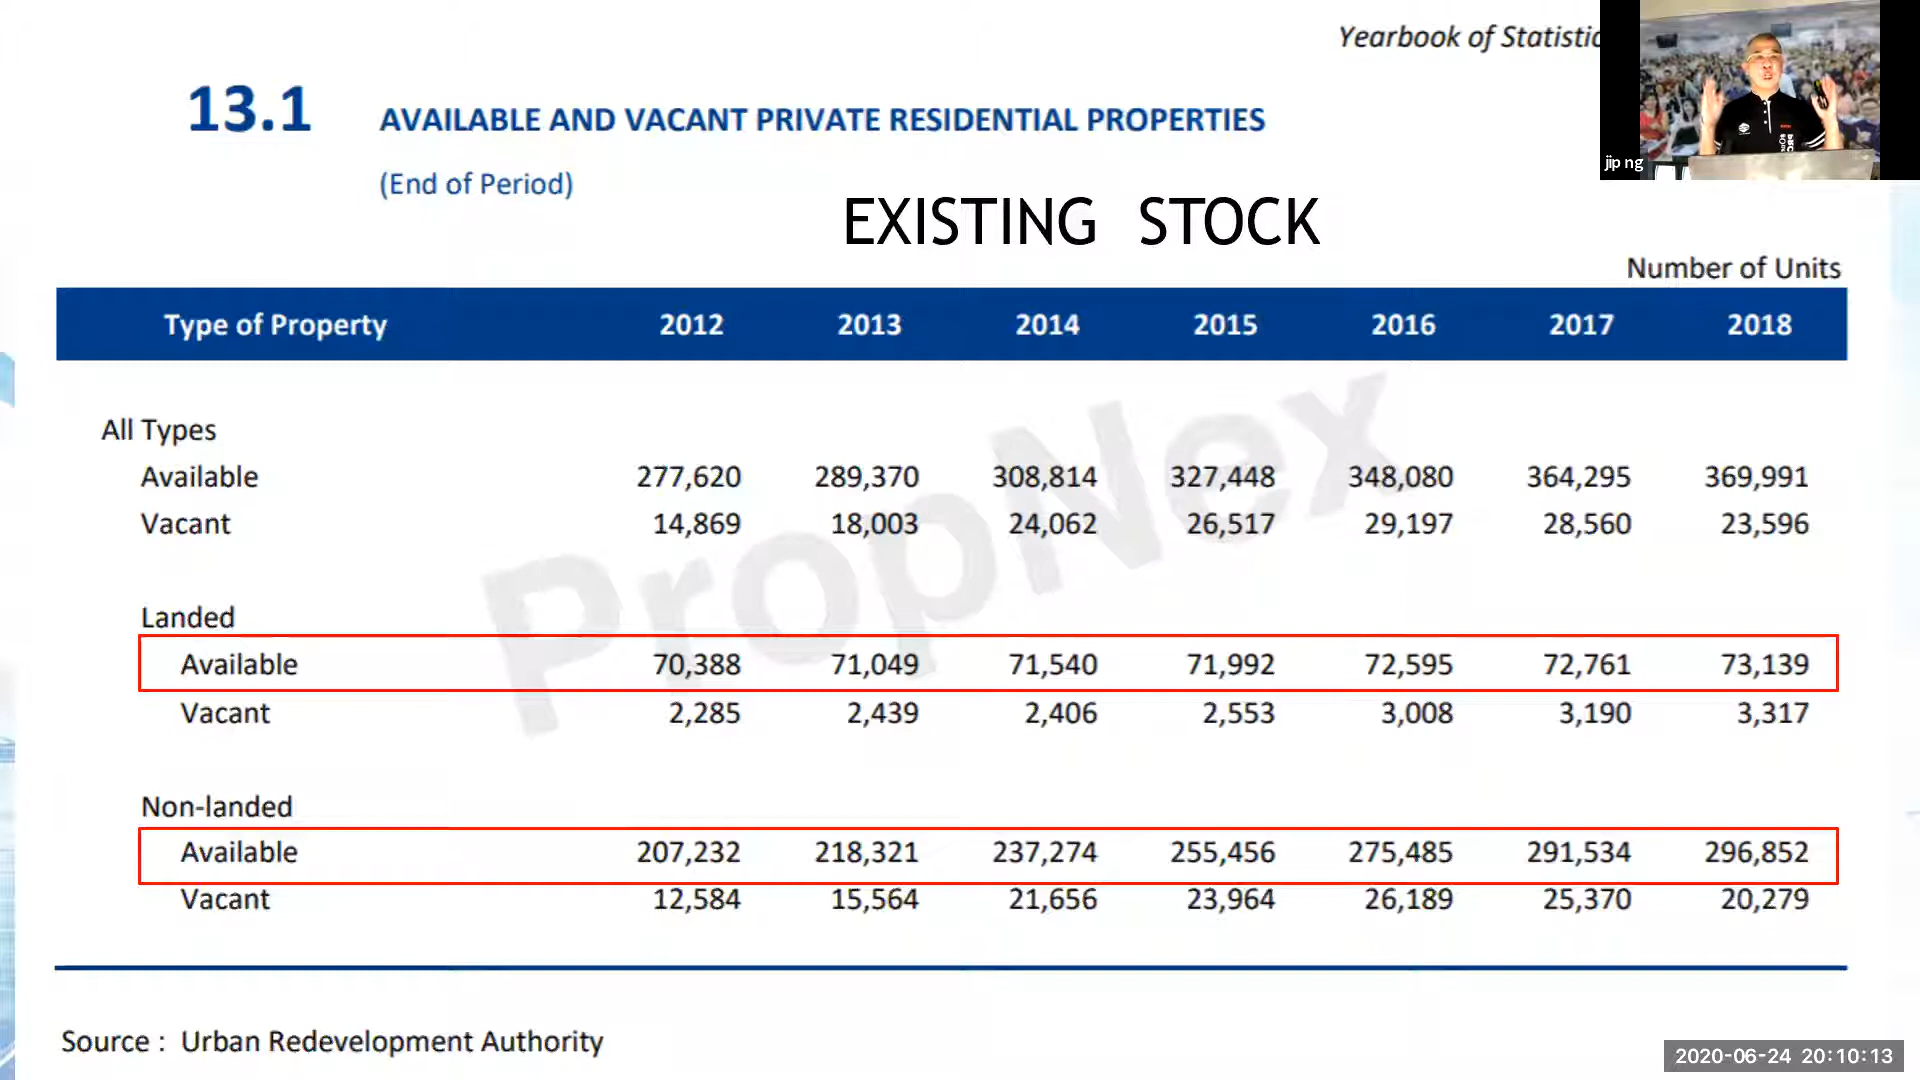 Yearbook of Statistic
13.1 AVAILABLE AND VACANT PRIVATE RESIDENTIAL PROPERTIES
(End of Period)
EXISTING STOCK
Number of Units
Type of Property 2012 2013 2014 2015 2016 2017 2018
All Types
Available 277,620 289,370 308,814 327,448 348,080 364,295 369,991
Vacant 14,869 18,003 24,062 26,517 29,197 28,560 23,596
Landed
Available 70,388 71,049 71,540 71,992 72,595 72,761 73,139
Vacant 2,285 2,439 2,406 2,553 3,008 3,190 3,317
Non-landed
Available 207,232 218,321 237,274 255,456 275,485 291,534 296,852
Vacant 12,584 15,564 21,656 23,964 26,189 25,370 20,279
PropNex
Source : Urban Redevelopment Authority
jip ng
2020-06-24 20:10:13